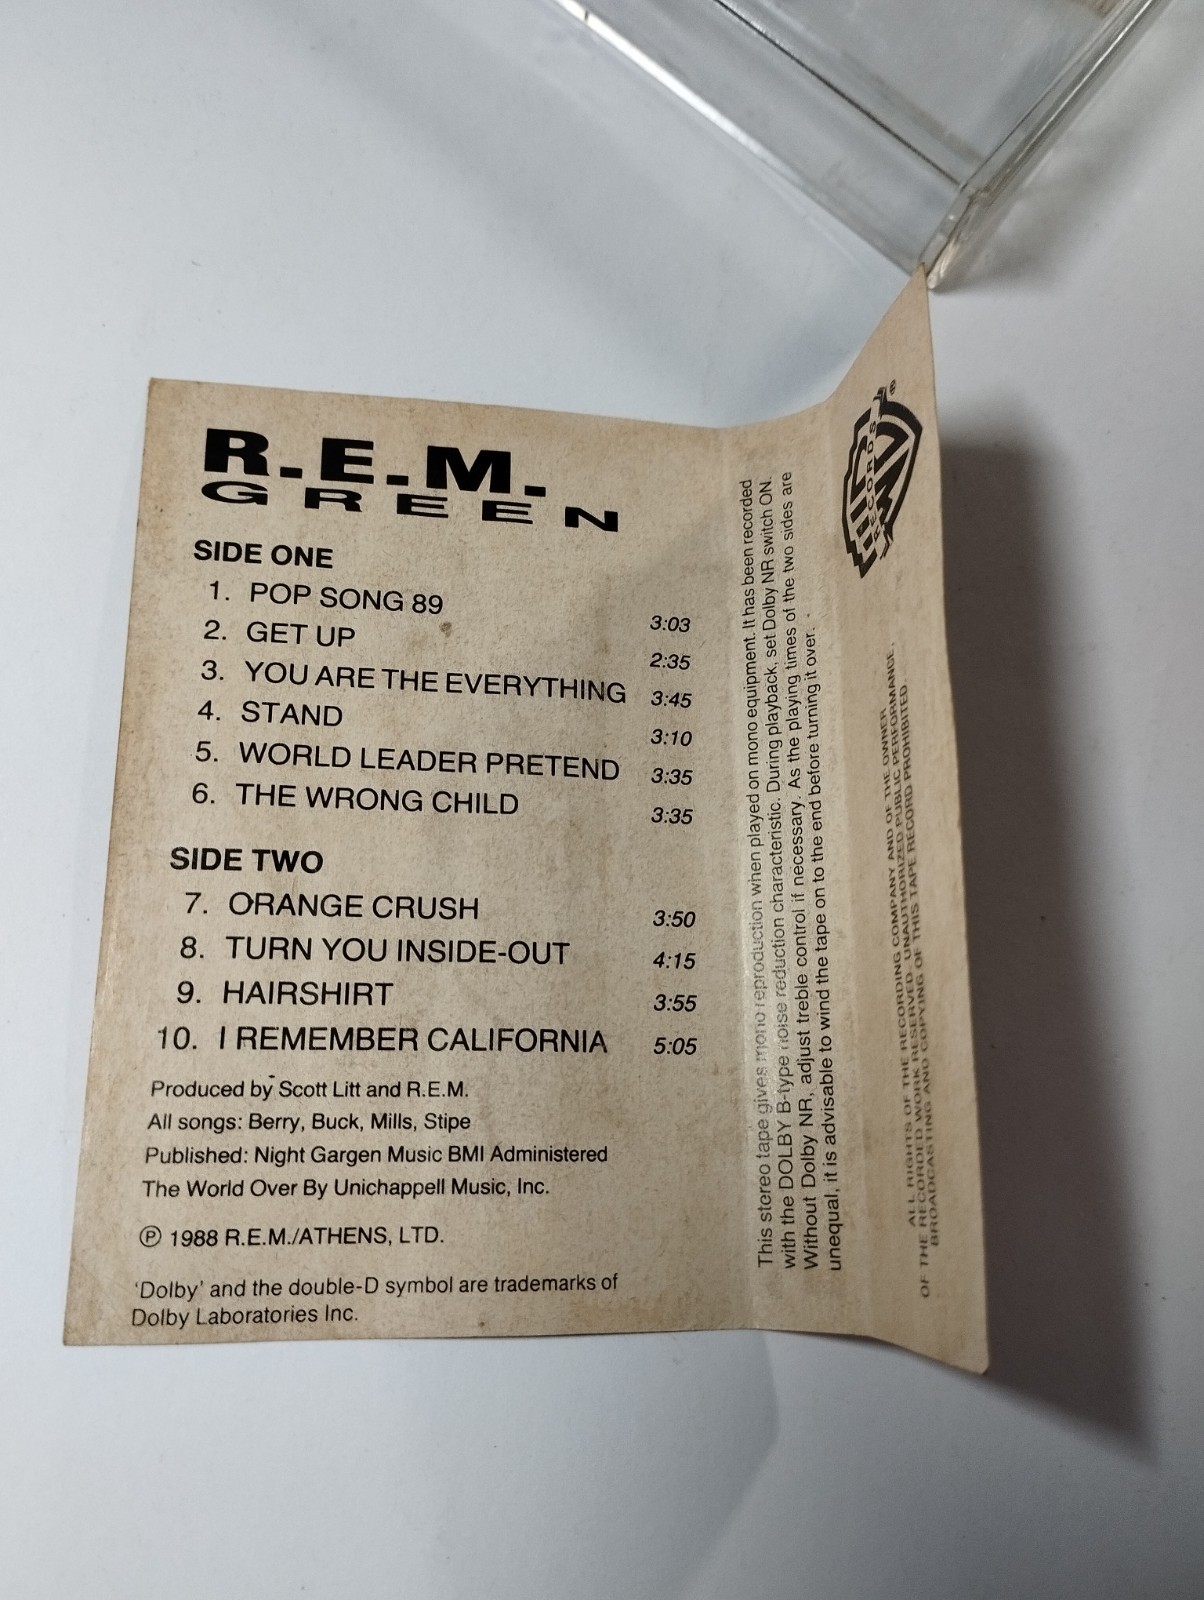 R.E.M.
GREEN
SIDE ONE
1. POP SONG 89 3:03
2. GET UP 2:35
3. YOU ARE THE EVERYTHING 3:45
4. STAND 3:10
5. WORLD LEADER PRETEND 3:35
6. THE WRONG CHILD 3:35
SIDE TWO
7. ORANGE CRUSH 3:50
8. TURN YOU INSIDE-OUT 4:15
9. HAIRSHIRT 3:55
10. I REMEMBER CALIFORNIA 5:05
Produced by Scott Litt and R.E.M.
All songs: Berry, Buck, Mills, Stipe
Published: Night Gargen Music BMI Administered
The World Over By Unichappell Music, Inc.
℗ 1988 R.E.M./ATHENS, LTD.
'Dolby' and the double-D symbol are trademarks of
Dolby Laboratories Inc.
This stereo tape gives mono reproduction when played on mono equipment. It has been recorded
with the DOLBY B-type noise reduction characteristic. During playback, set Dolby NR switch ON.
Without Dolby NR, adjust treble control if necessary. As the playing times of the two sides are
unequal, it is advisable to wind the tape on to the end before turning it over.
WB
RECORDS
®
ALL RIGHTS OF THE RECORDING COMPANY AND OF THE OWNER
OF THE RECORDED WORK RESERVED. UNAUTHORIZED PUBLIC PERFORMANCE,
BROADCASTING AND COPYING OF THIS TAPE RECORD PROHIBITED